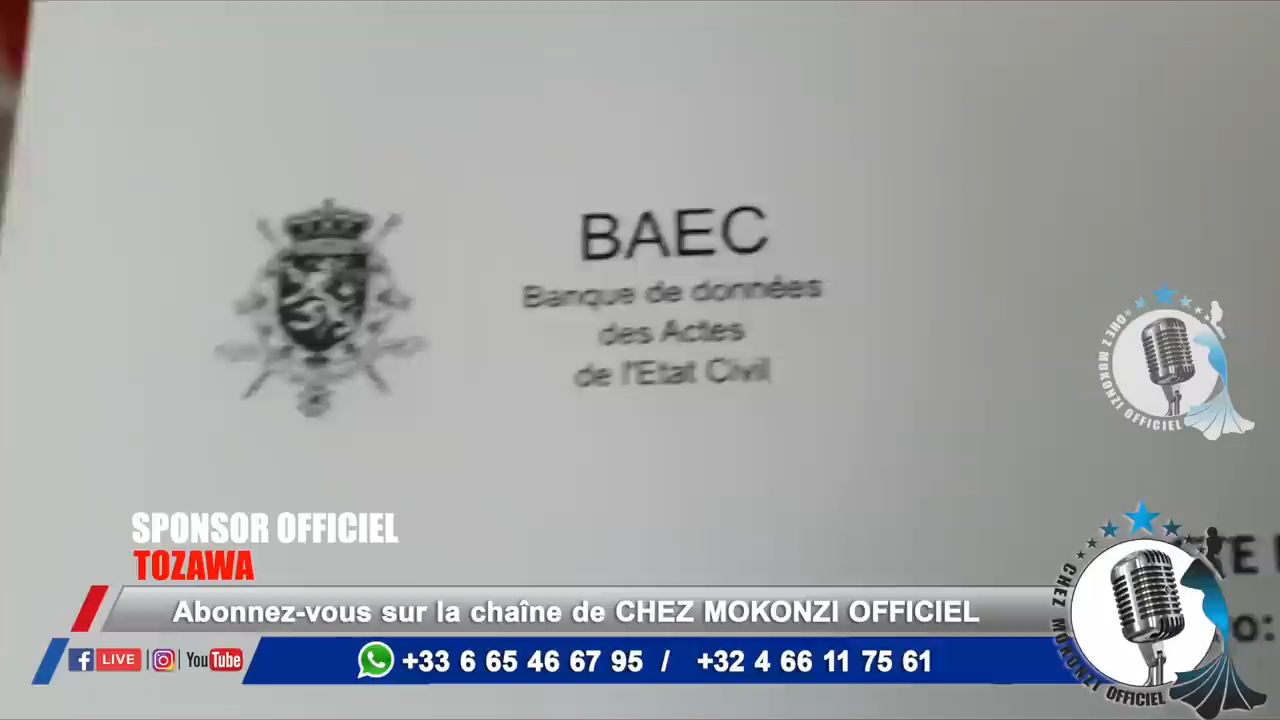 BAEC
Banque de données
des Actes
de l'Etat Civil
CHEZ MOKONZI OFFICIEL
SPONSOR OFFICIEL
TOZAWA
Abonnez-vous sur la chaîne de CHEZ MOKONZI OFFICIEL
LIVE YouTube
+33 6 65 46 67 95 / +32 4 66 11 75 61
CHEZ MOKONZI OFFICIEL